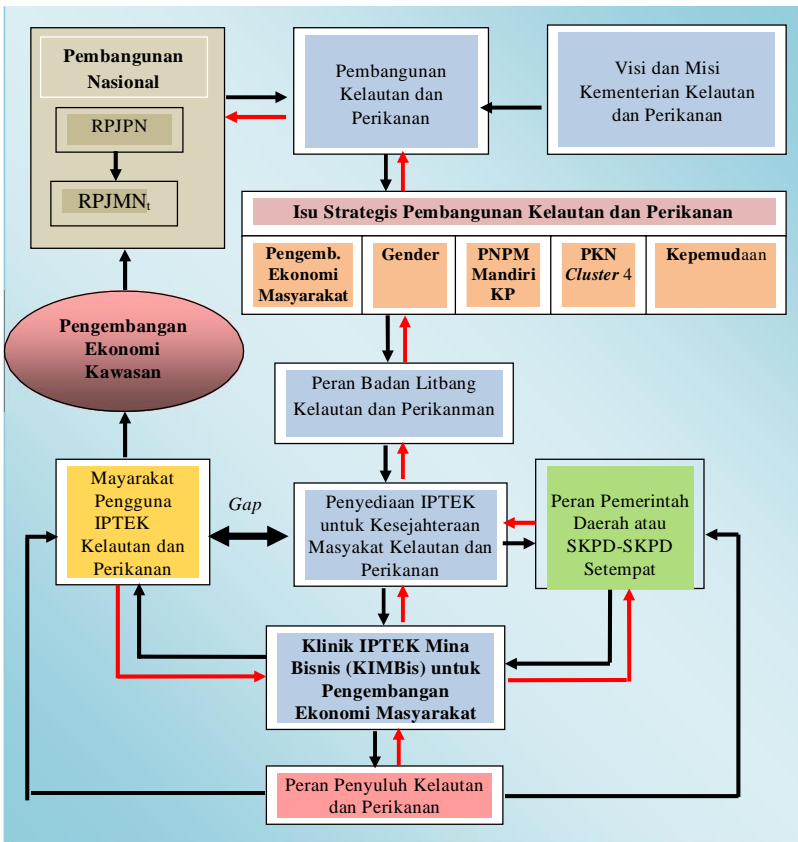 Pembangunan
Nasional
RPJPN
RPJMNt
Pembangunan
Kelautan dan
Perikanan
Visi dan Misi
Kementerian Kelautan
dan Perikanan
Isu Strategis Pembangunan Kelautan dan Perikanan
Pengemb.
Ekonomi
Masyarakat
Gender
PNPM
Mandiri
KP
PKN
Cluster 4
Kepemudaan
Pengembangan
Ekonomi
Kawasan
Peran Badan Litbang
Kelautan dan Perikanman
Mayarakat
Pengguna
IPTEK
Kelautan dan
Perikanan
Gap
Penyediaan IPTEK
untuk Kesejahteraan
Masyakat Kelautan dan
Perikanan
Peran Pemerintah
Daerah atau
SKPD-SKPD
Setempat
Klinik IPTEK Mina
Bisnis (KIMBis) untuk
Pengembangan
Ekonomi Masyarakat
Peran Penyuluh Kelautan
dan Perikanan